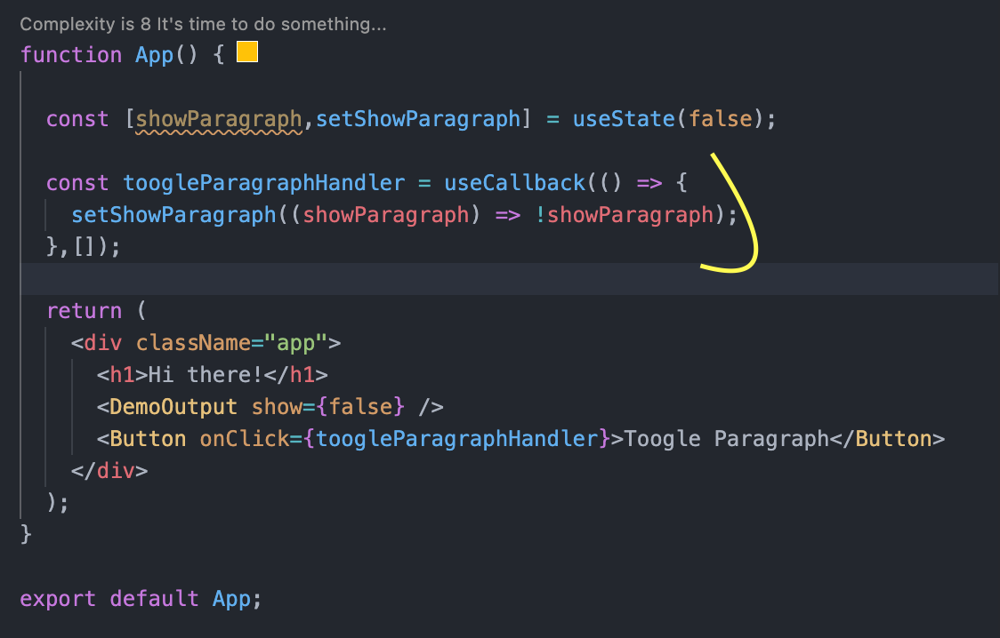 Complexity is 8 It's time to do something...
function App() {
const [showParagraph,setShowParagraph] = useState(false);
const toogleParagraphHandler = useCallback(() => {
setShowParagraph((showParagraph) => !showParagraph);
},[]);
return (
<div className="app">
<h1>Hi there!</h1>
<DemoOutput show={false} />
<Button onClick={toogleParagraphHandler}>Toogle Paragraph</Button>
</div>
);
}
export default App;